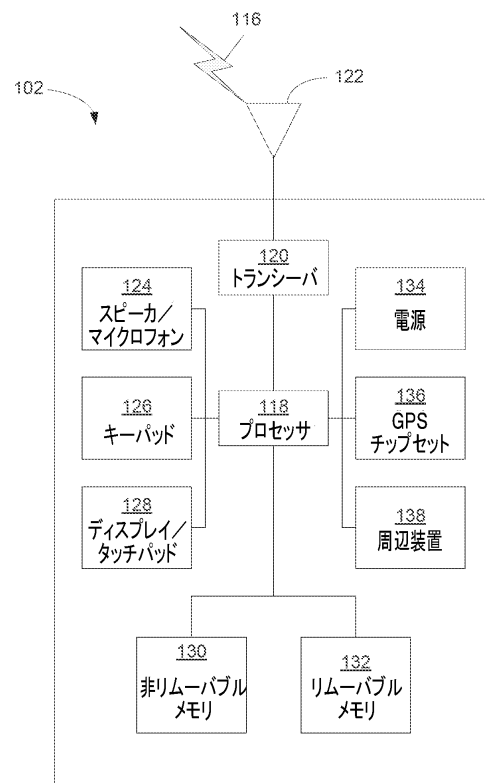 116
122
102
120
トランシーバ
124
スピーカ／
マイクロフォン
134
電源
126
キーパッド
118
プロセッサ
136
GPS
チップセット
128
ディスプレイ／
タッチパッド
138
周辺装置
130
非リムーバブル
メモリ
132
リムーバブル
メモリ